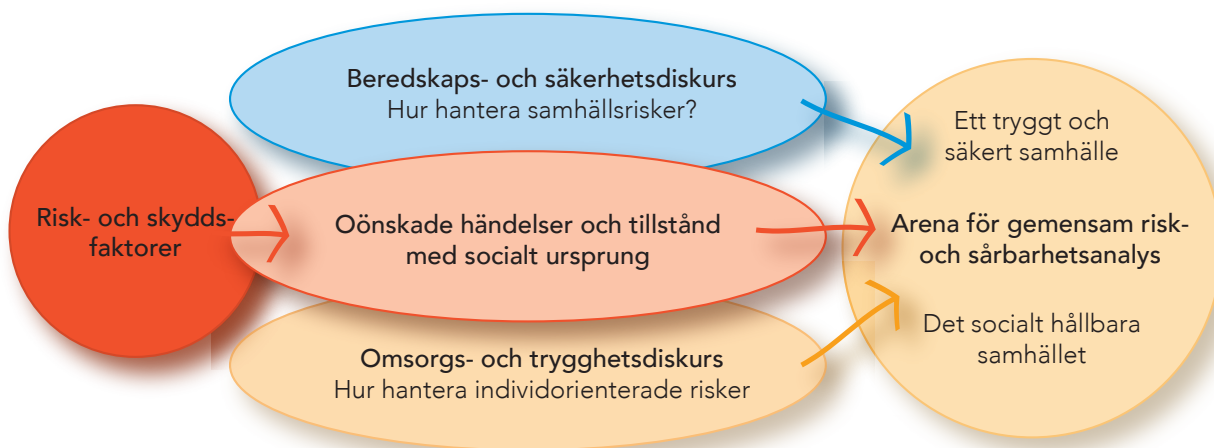 Beredskaps- och säkerhetsdiskurs
Hur hantera samhällsrisker?
Risk- och skydds-
faktorer
Oönskade händelser och tillstånd
med socialt ursprung
Omsorgs- och trygghetsdiskurs
Hur hantera individorienterade risker
Ett tryggt och
säkert samhälle
Arena för gemensam risk-
och sårbarhetsanalys
Det socialt hållbara
samhället